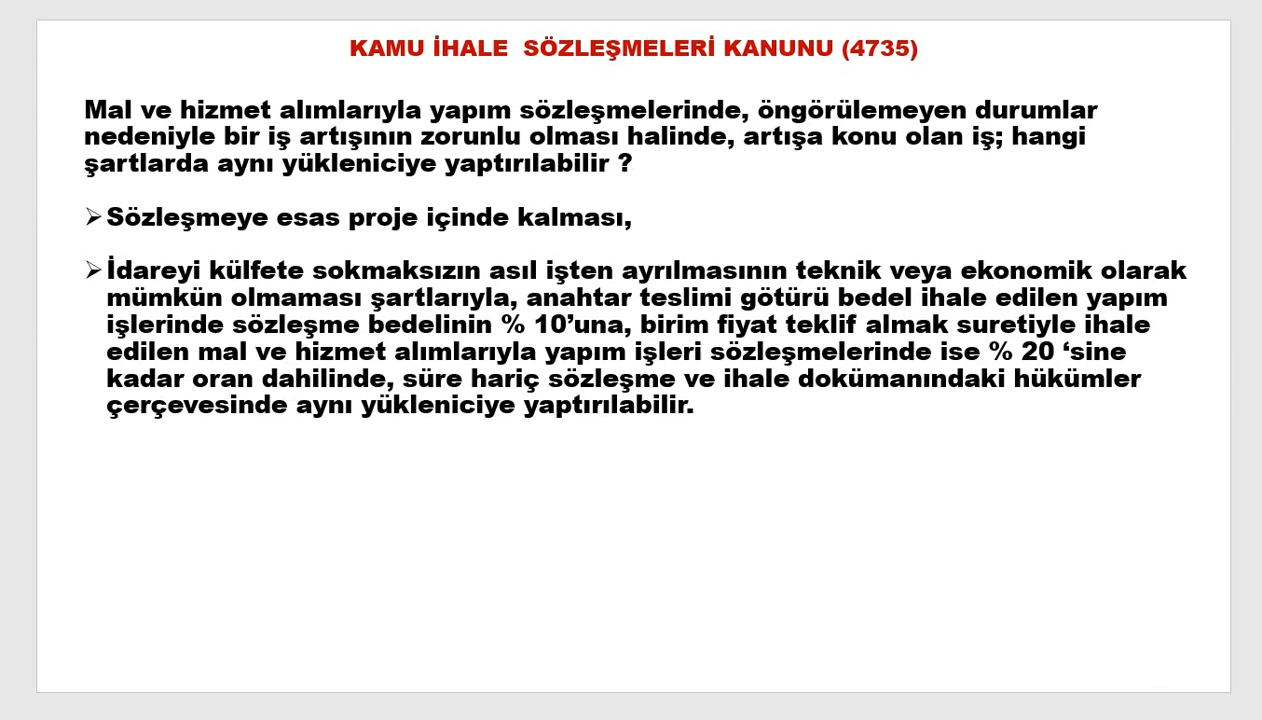 KAMU İHALE  SÖZLEŞMELERİ KANUNU (4735)
Mal ve hizmet alımlarıyla yapım sözleşmelerinde, öngörülemeyen durumlar
nedeniyle bir iş artışının zorunlu olması halinde, artışa konu olan iş; hangi
şartlarda aynı yükleniciye yaptırılabilir ?
➢Sözleşmeye esas proje içinde kalması,
➢İdareyi külfete sokmaksızın asıl işten ayrılmasının teknik veya ekonomik olarak
mümkün olmaması şartlarıyla, anahtar teslimi götürü bedel ihale edilen yapım
işlerinde sözleşme bedelinin % 10’una, birim fiyat teklif almak suretiyle ihale
edilen mal ve hizmet alımlarıyla yapım işleri sözleşmelerinde ise % 20 ‘sine
kadar oran dahilinde, süre hariç sözleşme ve ihale dokümanındaki hükümler
çerçevesinde aynı yükleniciye yaptırılabilir.